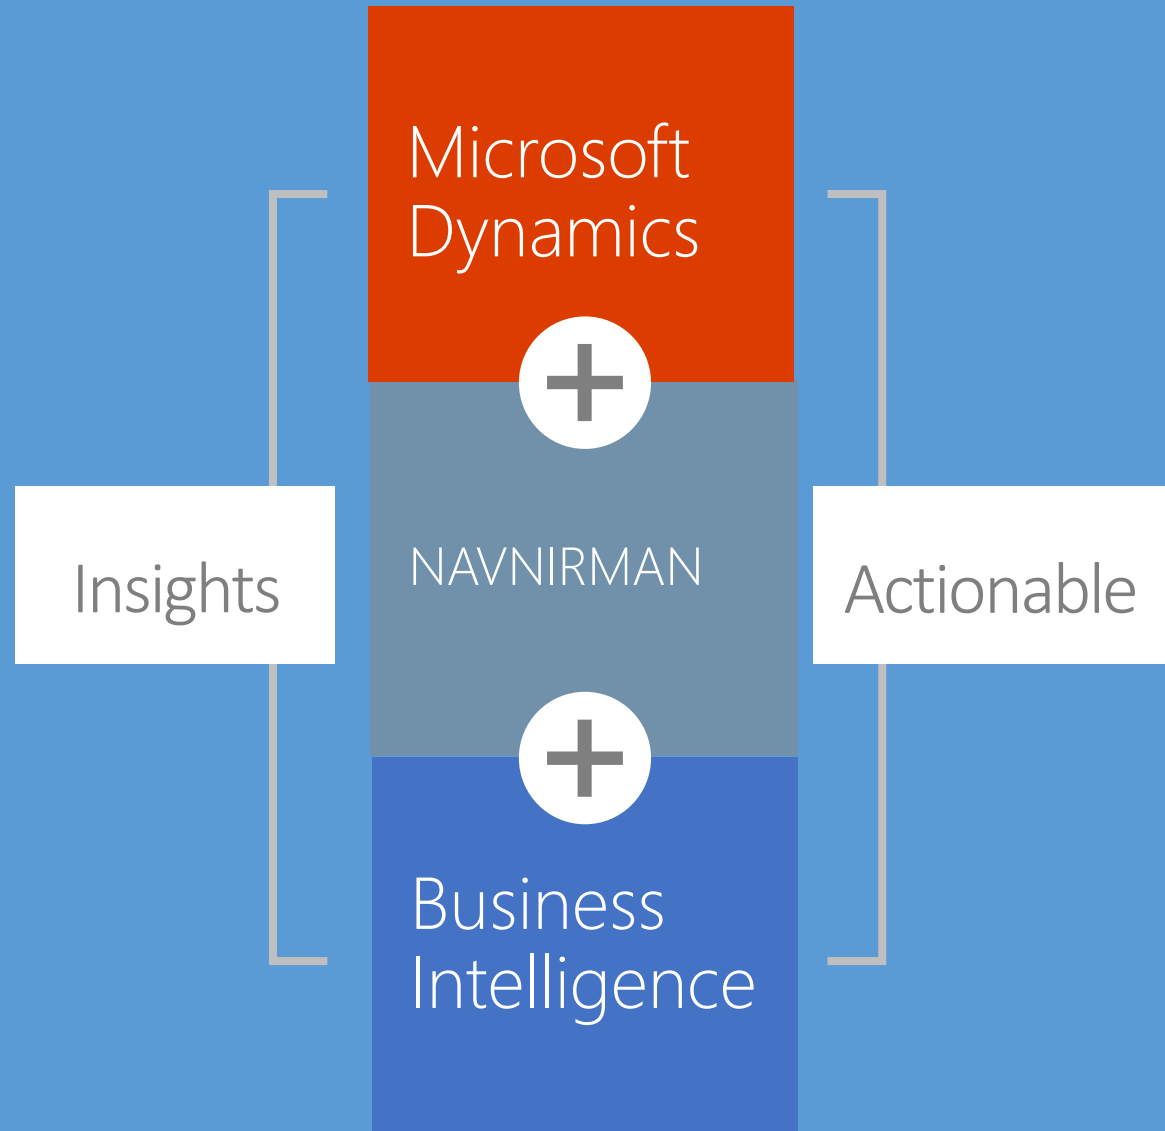 Microsoft
Dynamics
+
Insights
NAVNIRMAN
Actionable
+
Business
Intelligence